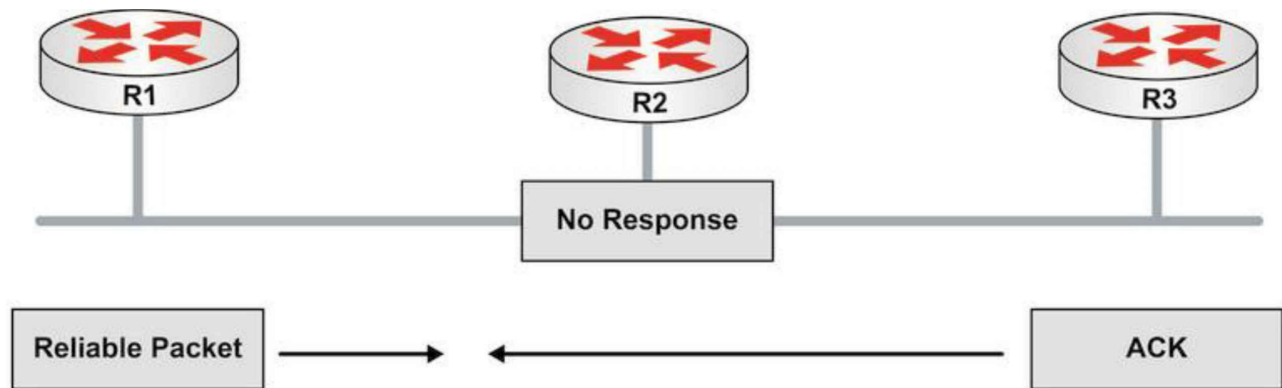 R1
R2
R3
No Response
Reliable Packet
ACK